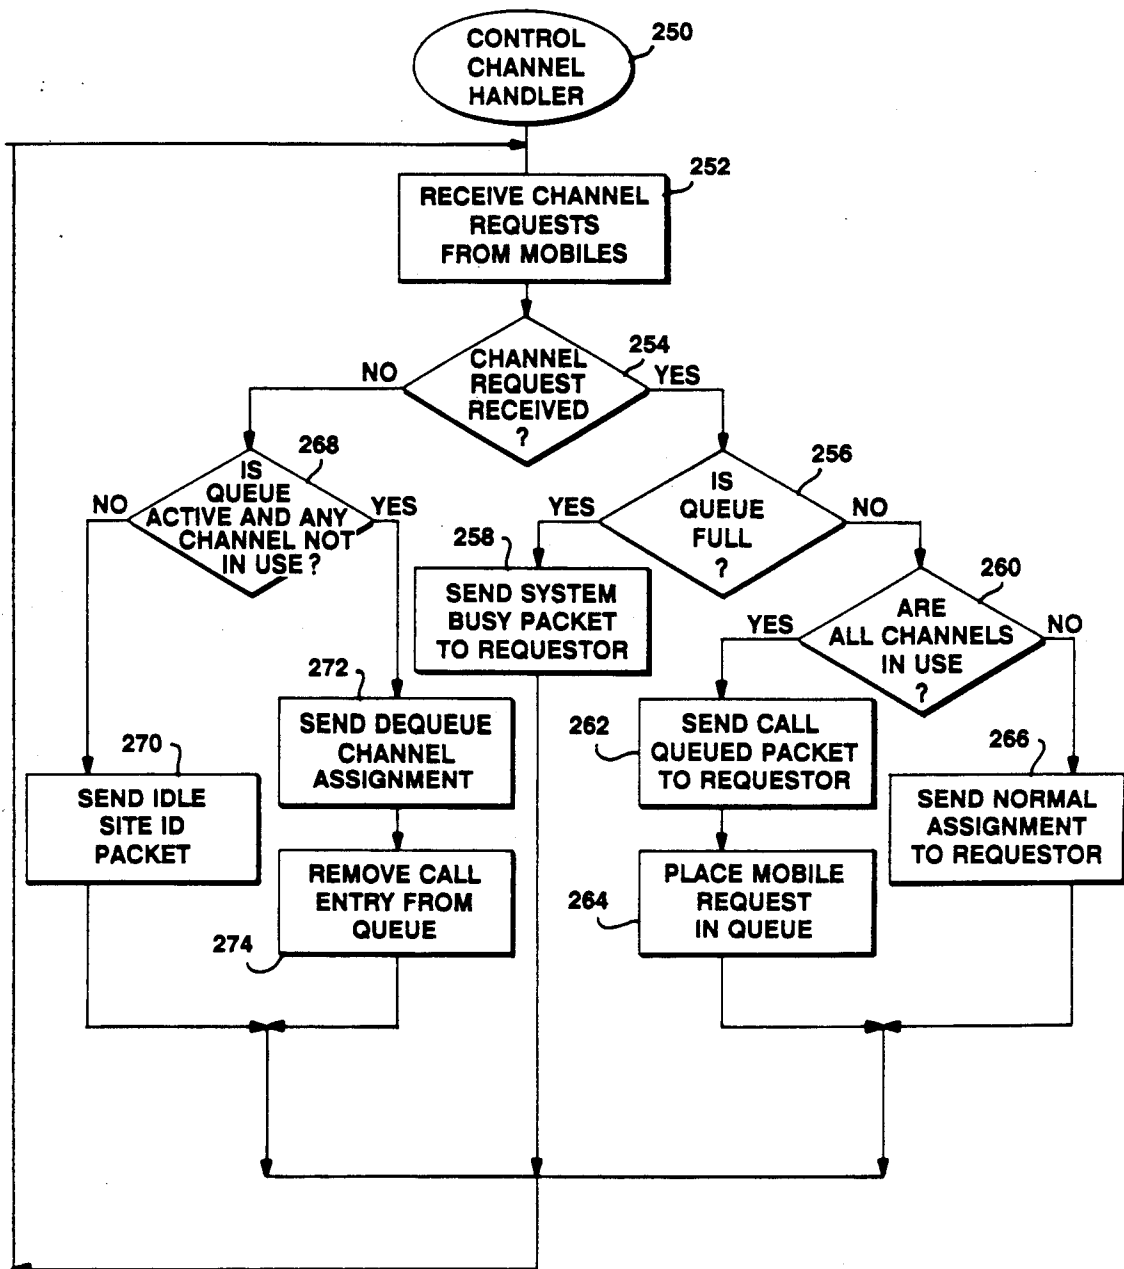 CONTROL
CHANNEL
HANDLER
250
RECEIVE CHANNEL
REQUESTS
FROM MOBILES
252
CHANNEL
REQUEST
RECEIVED
?
254
NO
YES
IS
QUEUE
ACTIVE AND ANY
CHANNEL NOT
IN USE?
268
NO
YES
IS
QUEUE
FULL
?
256
YES
NO
258
SEND SYSTEM
BUSY PACKET
TO REQUESTOR
ARE
ALL CHANNELS
IN USE
?
260
YES
NO
272
SEND DEQUEUE
CHANNEL
ASSIGNMENT
262
SEND CALL
QUEUED PACKET
TO REQUESTOR
270
SEND IDLE
SITE ID
PACKET
266
SEND NORMAL
ASSIGNMENT
TO REQUESTOR
REMOVE CALL
ENTRY FROM
QUEUE
274
264
PLACE MOBILE
REQUEST
IN QUEUE